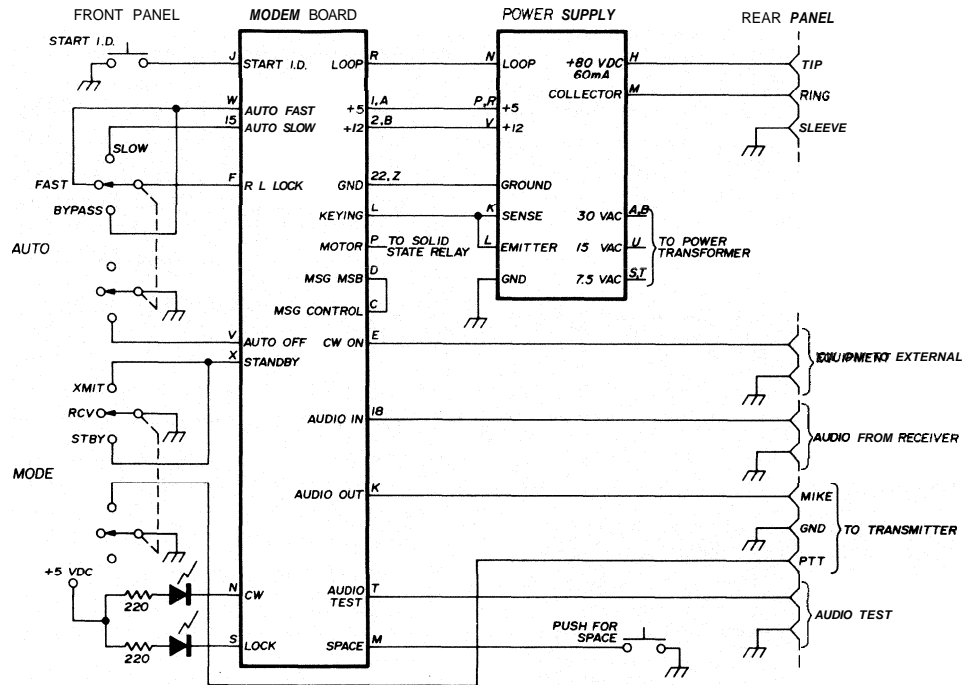 FRONT PANEL
MODEM BOARD
POWER SUPPLY
REAR PANEL
START I.D.
J
START I.D.
LOOP
R
N
LOOP
+80 VDC
60mA
H
TIP
COLLECTOR
M
RING
W
AUTO FAST
+5
1,A
P,R
+5
15
AUTO SLOW
+12
2,B
V
+12
SLEEVE
SLOW
FAST
F
R L LOCK
GND
22,Z
GROUND
BYPASS
KEYING
L
K
SENSE
30 VAC
A,B
AUTO
MOTOR
P
TO SOLID
STATE RELAY
L
EMITTER
15 VAC
U
TO POWER
TRANSFORMER
MSG MSB
D
GND
7.5 VAC
S,T
MSG CONTROL
C
V
AUTO OFF
CW ON
E
X
STANDBY
EQUIPMENT TO EXTERNAL
XMIT
RCV
AUDIO IN
18
STBY
AUDIO FROM RECEIVER
MODE
AUDIO OUT
K
MIKE
GND
TO TRANSMITTER
PTT
+5 VDC
220
N
CW
AUDIO
TEST
T
AUDIO TEST
220
S
LOCK
SPACE
M
PUSH FOR
SPACE